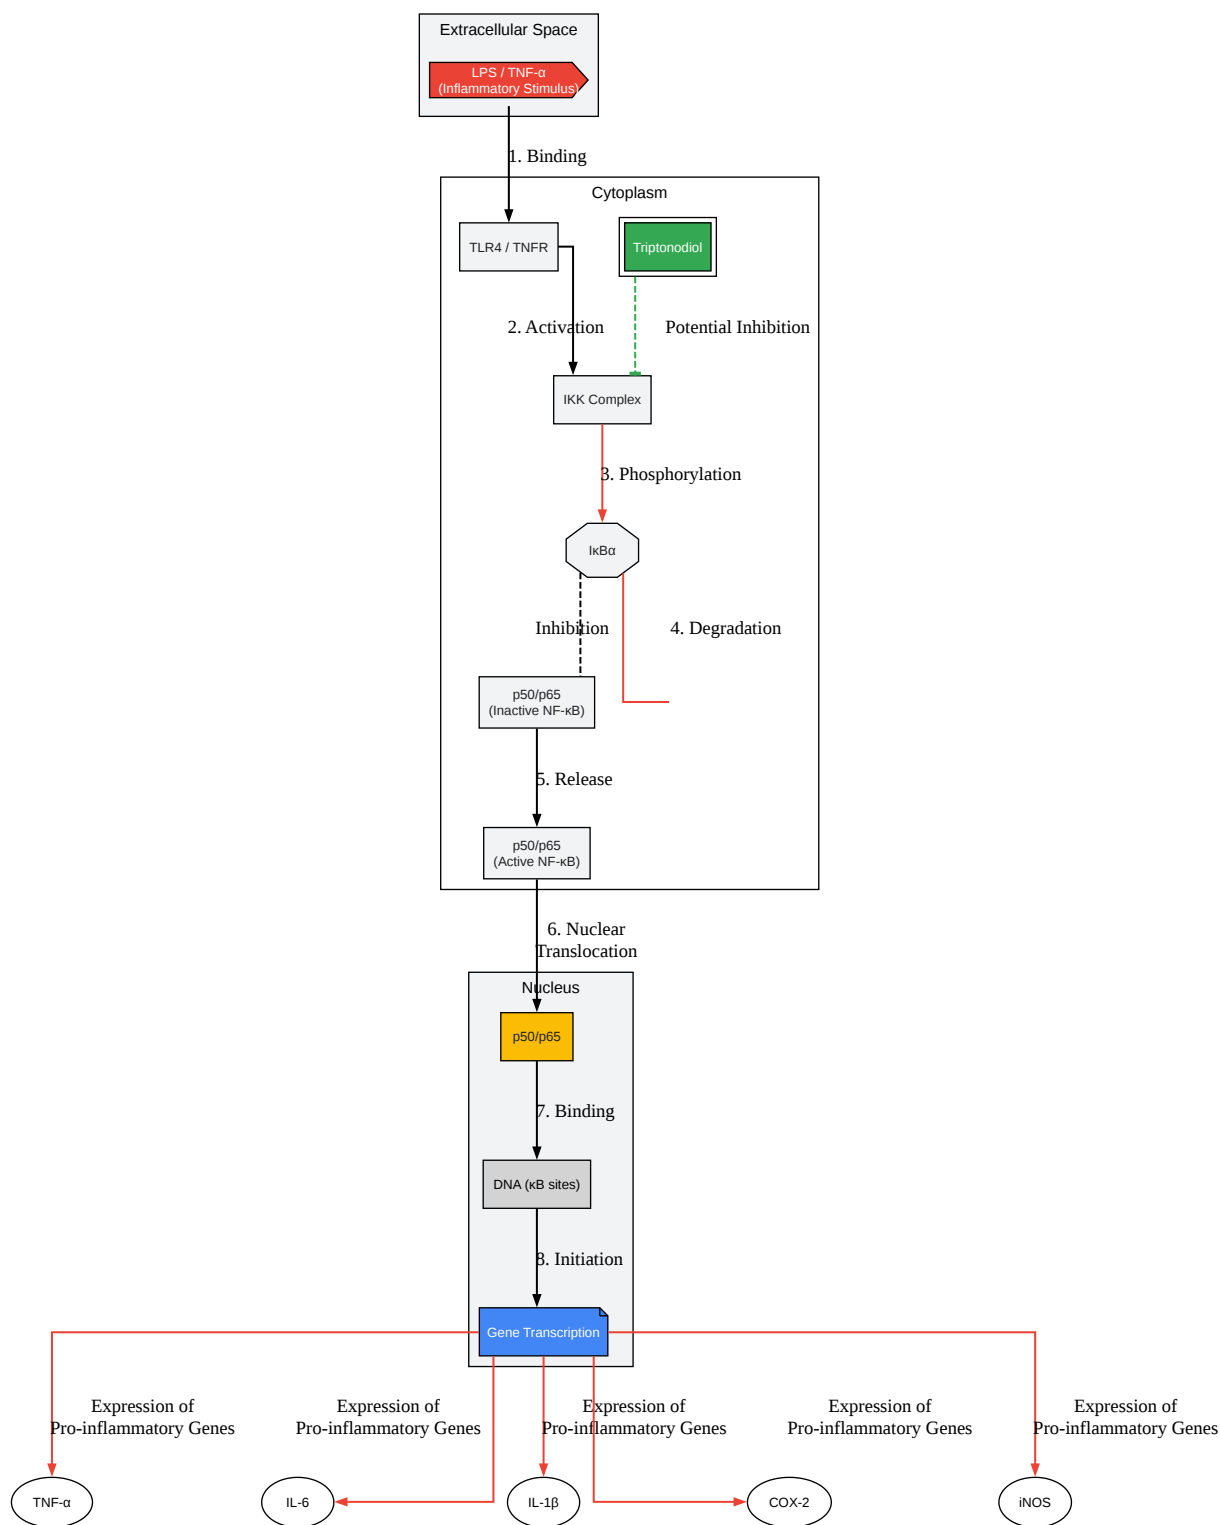 Extracellular Space
LPS / TNF-α
(Inflammatory Stimulus)
1. Binding
Cytoplasm
TLR4 / TNFR
Triptonodiol
2. Activation
Potential Inhibition
IKK Complex
3. Phosphorylation
IκBα
Inhibition
4. Degradation
p50/p65
(Inactive NF-κB)
5. Release
p50/p65
(Active NF-κB)
6. Nuclear
Translocation
Nucleus
p50/p65
7. Binding
DNA (κB sites)
8. Initiation
Gene Transcription
Expression of
Pro-inflammatory Genes
Expression of
Pro-inflammatory Genes
Expression of
Pro-inflammatory Genes
Expression of
Pro-inflammatory Genes
Expression of
Pro-inflammatory Genes
TNF-α
IL-6
IL-1β
COX-2
iNOS